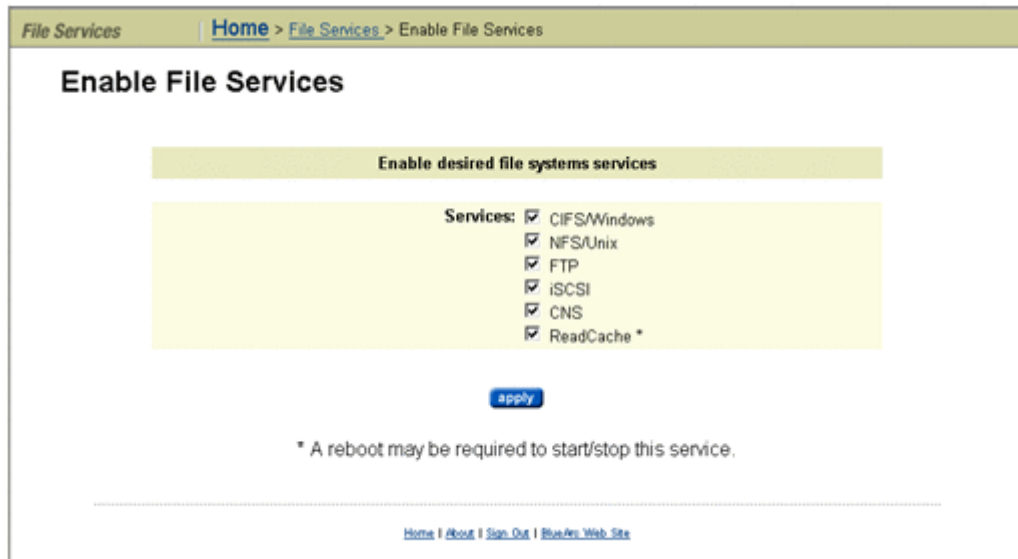 File Services | Home > File Services > Enable File Services
Enable File Services
Enable desired file systems services
Services: CIFS/Windows
NFS/Unix
FTP
iSCSI
CNS
ReadCache *
apply
* A reboot may be required to start/stop this service.
Home | About | Sign Out | BlueArc Web Site